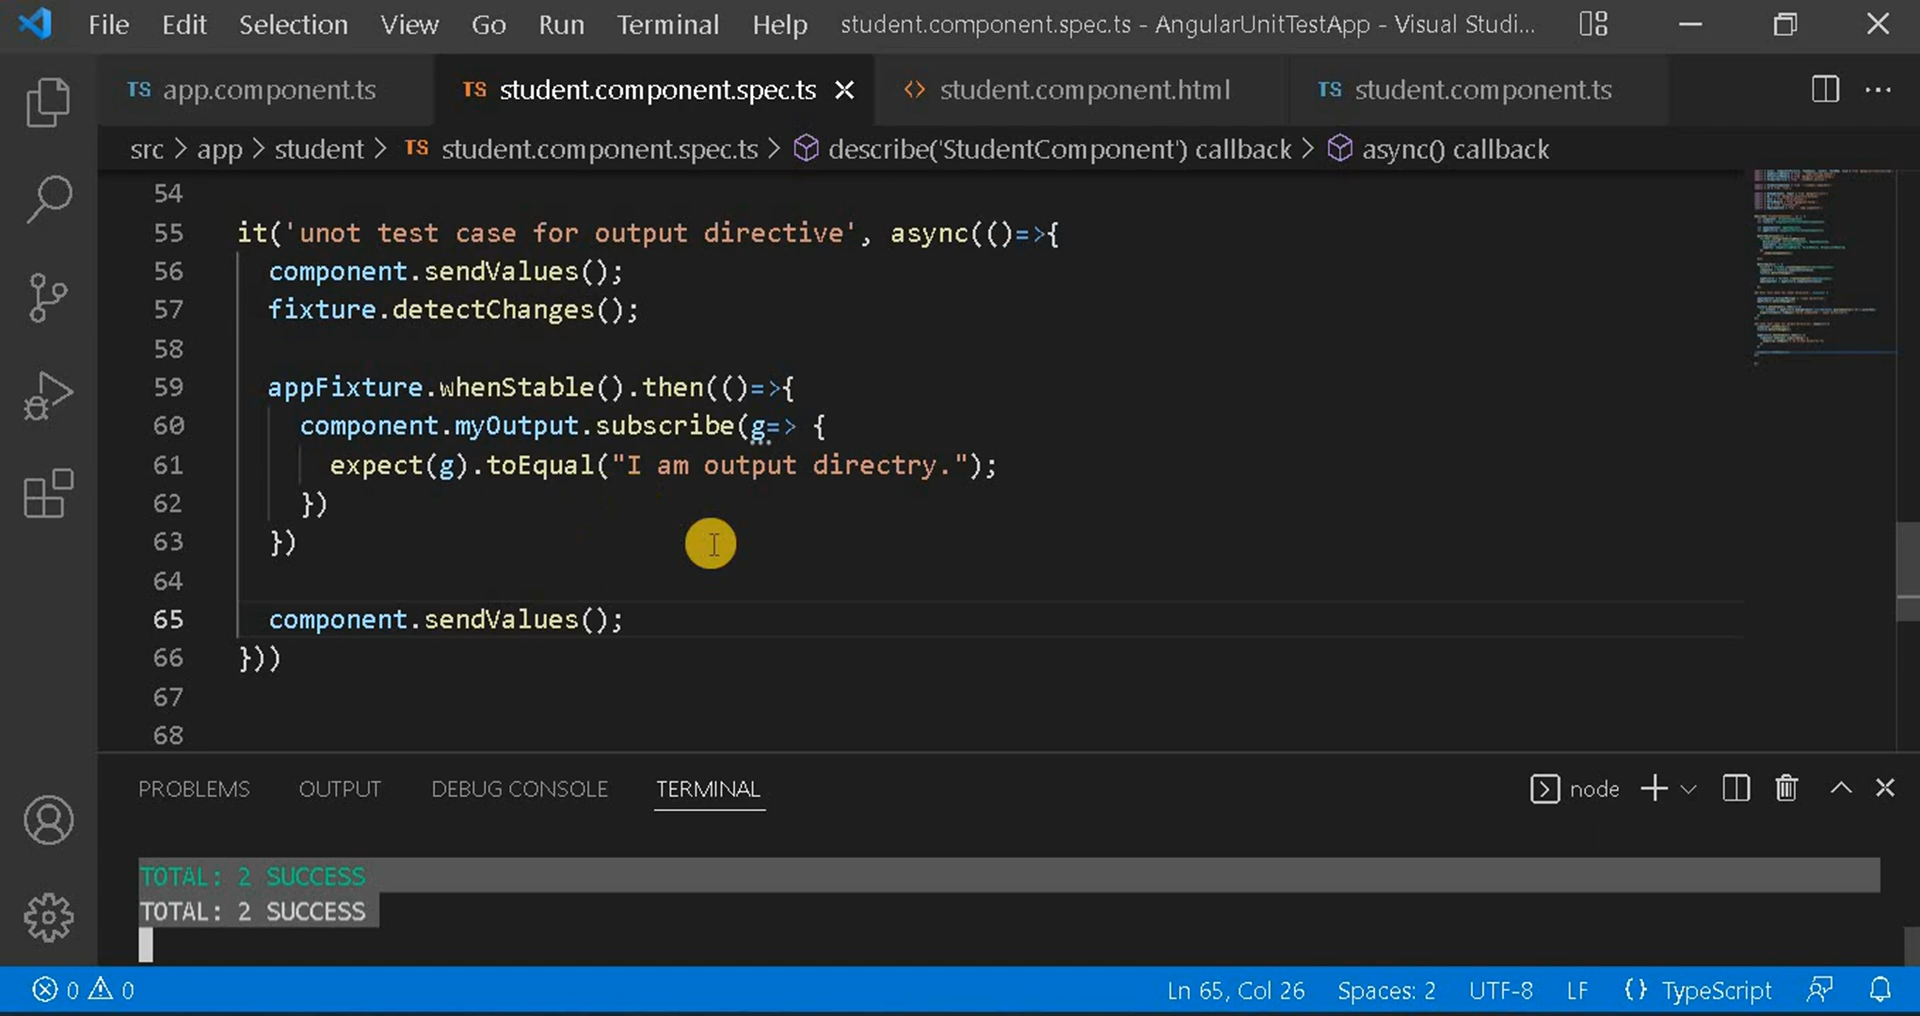 File Edit Selection View Go Run Terminal Help student.component.spec.ts - AngularUnitTestApp - Visual Studi...
TS app.component.ts TS student.component.spec.ts student.component.html TS student.component.ts
src > app > student > TS student.component.spec.ts > describe('StudentComponent') callback > async() callback
54
55 it('unot test case for output directive', async(()=>{
56 component.sendValues();
57 fixture.detectChanges();
58
59 appFixture.whenStable().then(()=>{
60 component.myOutput.subscribe(g=> {
61 expect(g).toEqual("I am output directry.");
62 })
63 })
64
65 component.sendValues();
66 }))
67
68
PROBLEMS OUTPUT DEBUG CONSOLE TERMINAL node
TOTAL: 2 SUCCESS
TOTAL: 2 SUCCESS
0 0 Ln 65, Col 26 Spaces: 2 UTF-8 LF {} TypeScript